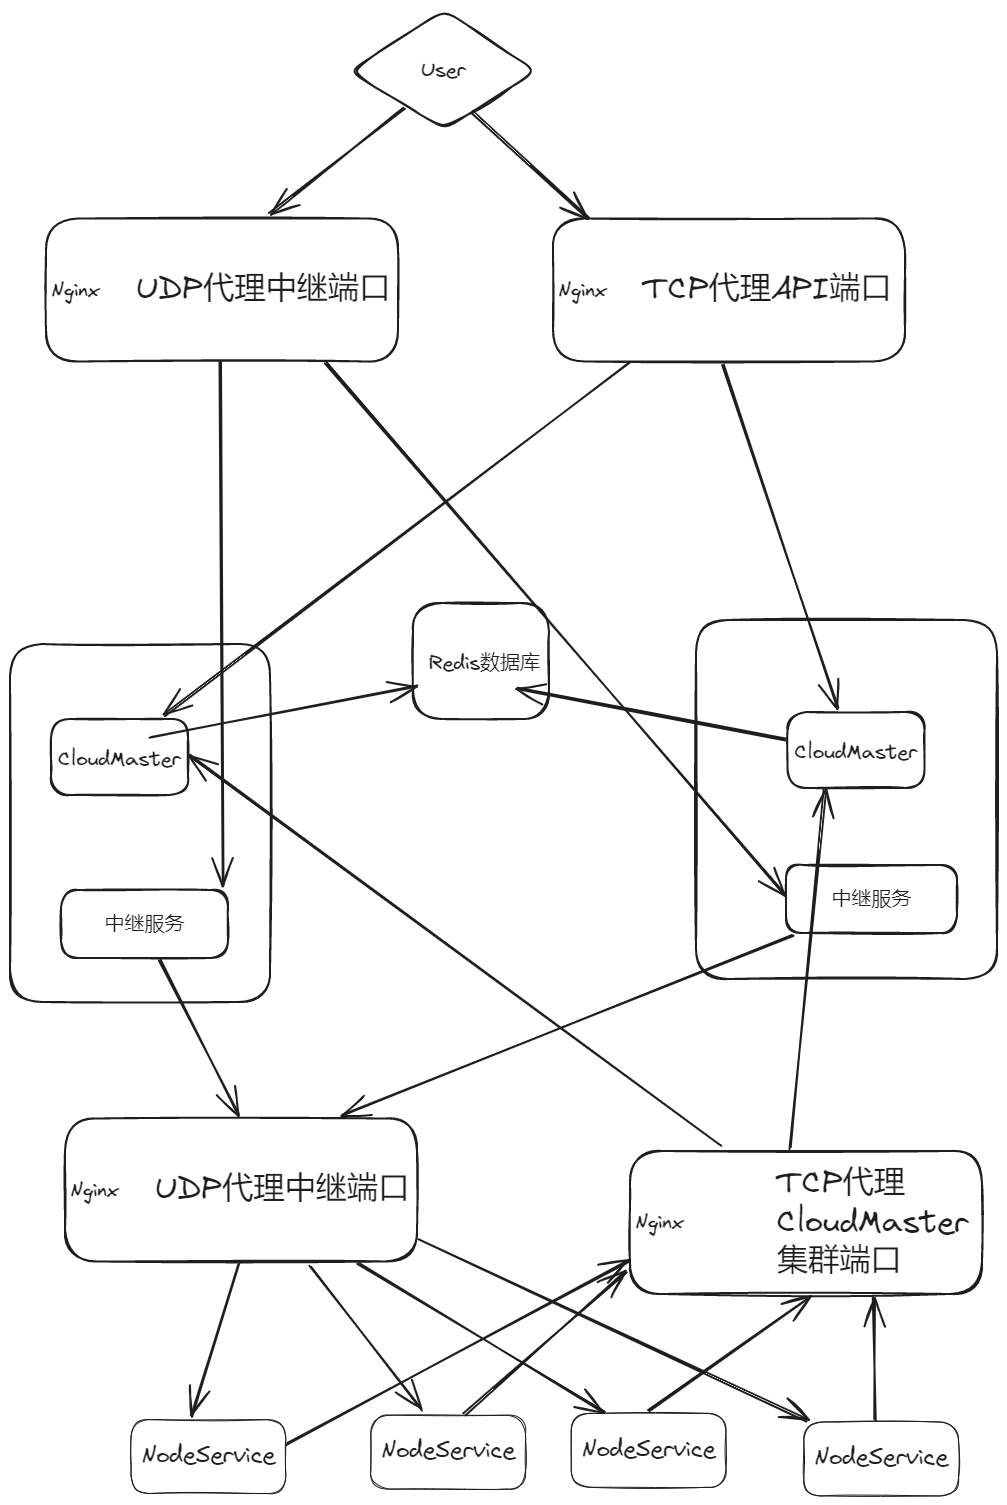 User
Nginx
UDP代理中继端口
Nginx
TCP代理API端口
Redis数据库
CloudMaster
CloudMaster
中继服务
中继服务
Nginx
UDP代理中继端口
Nginx
TCP代理
CloudMaster
集群端口
NodeService
NodeService
NodeService
NodeService